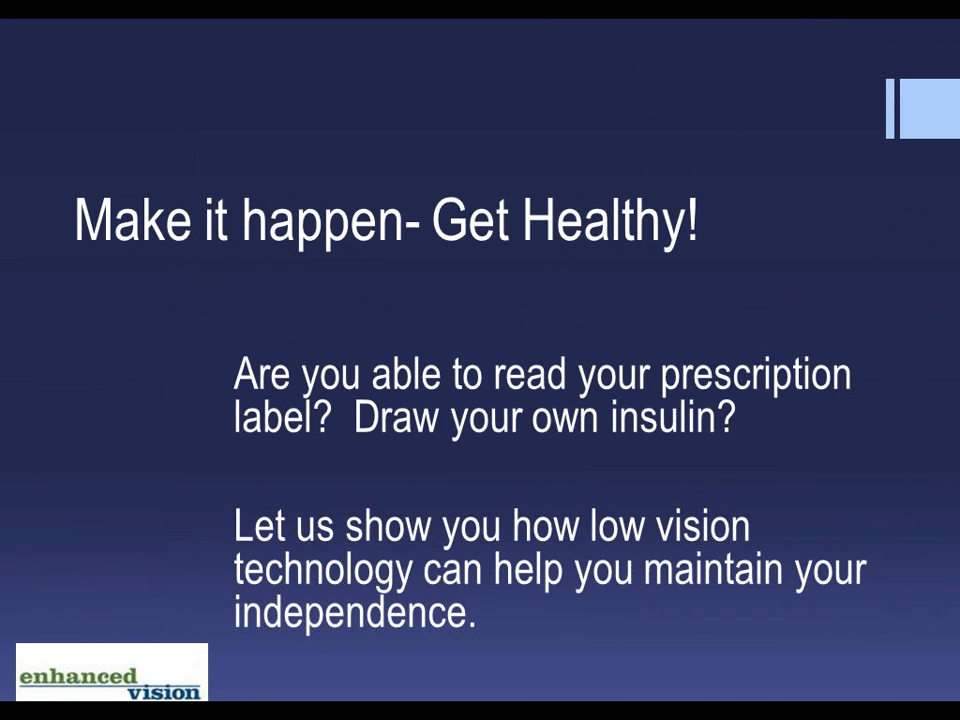 Make it happen- Get Healthy!
Are you able to read your prescription
label?  Draw your own insulin?
Let us show you how low vision
technology can help you maintain your
independence.
enhanced
vision